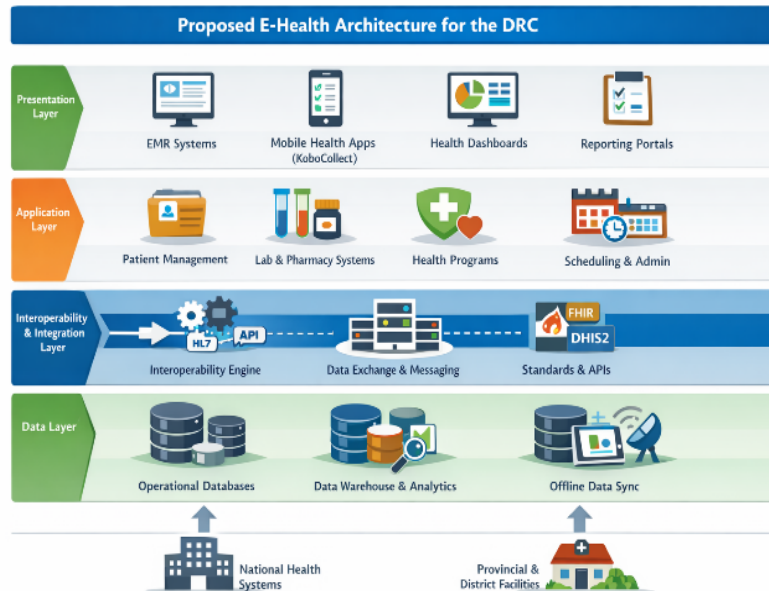 Proposed E-Health Architecture for the DRC
Presentation
Layer
EMR Systems
Mobile Health Apps
(KoboCollect)
Health Dashboards
Reporting Portals
Application
Layer
Patient Management
Lab & Pharmacy Systems
Health Programs
Scheduling & Admin
Interoperability
& Integration
Layer
HL7
API
FHIR
DHIS2
Interoperability Engine
Data Exchange & Messaging
Standards & APIs
Data Layer
Operational Databases
Data Warehouse & Analytics
Offline Data Sync
National Health
Systems
Provincial &
District Facilities